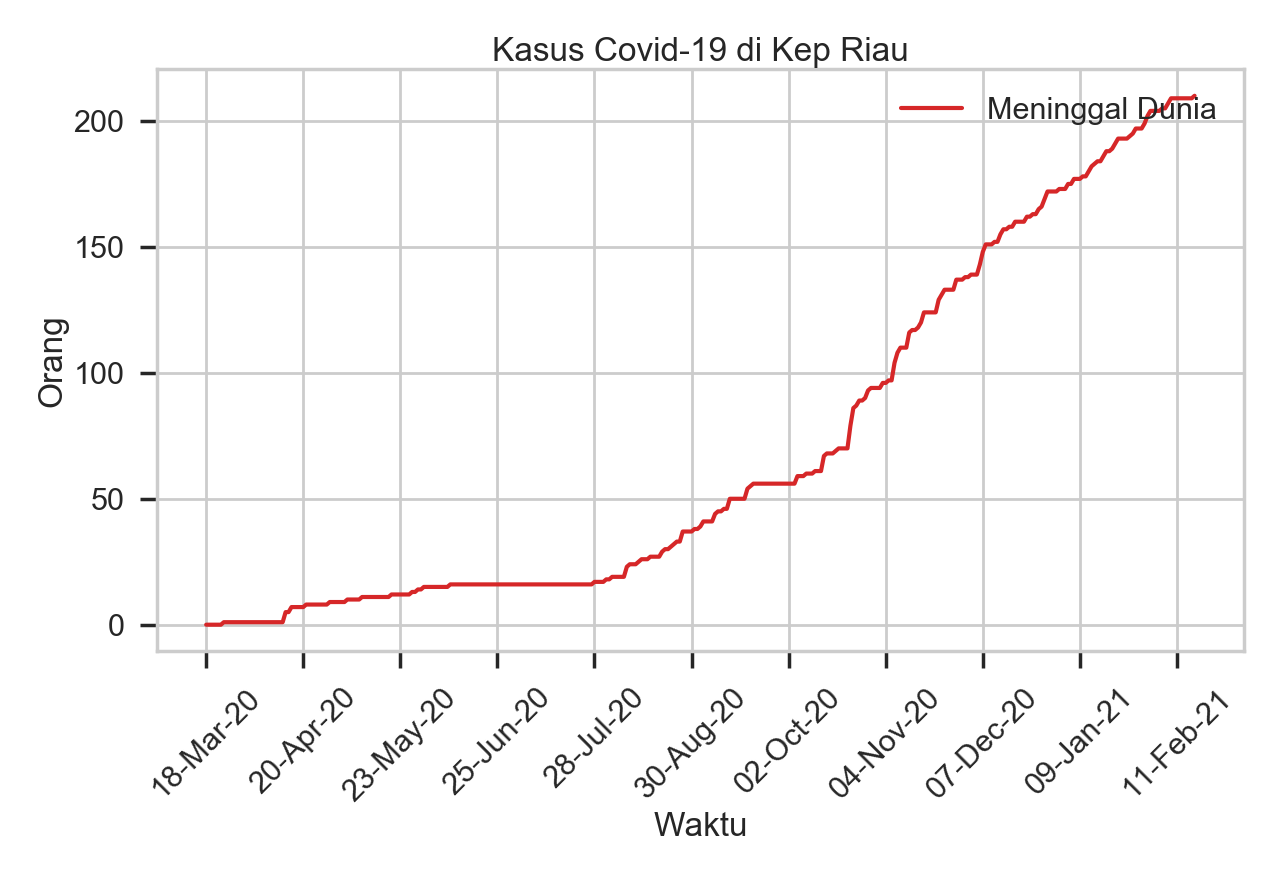 Kasus Covid-19 di Kep Riau
Meninggal Dunia
Orang
200
150
100
50
0
18-Mar-20
20-Apr-20
23-May-20
25-Jun-20
28-Jul-20
30-Aug-20
02-Oct-20
04-Nov-20
07-Dec-20
09-Jan-21
11-Feb-21
Waktu